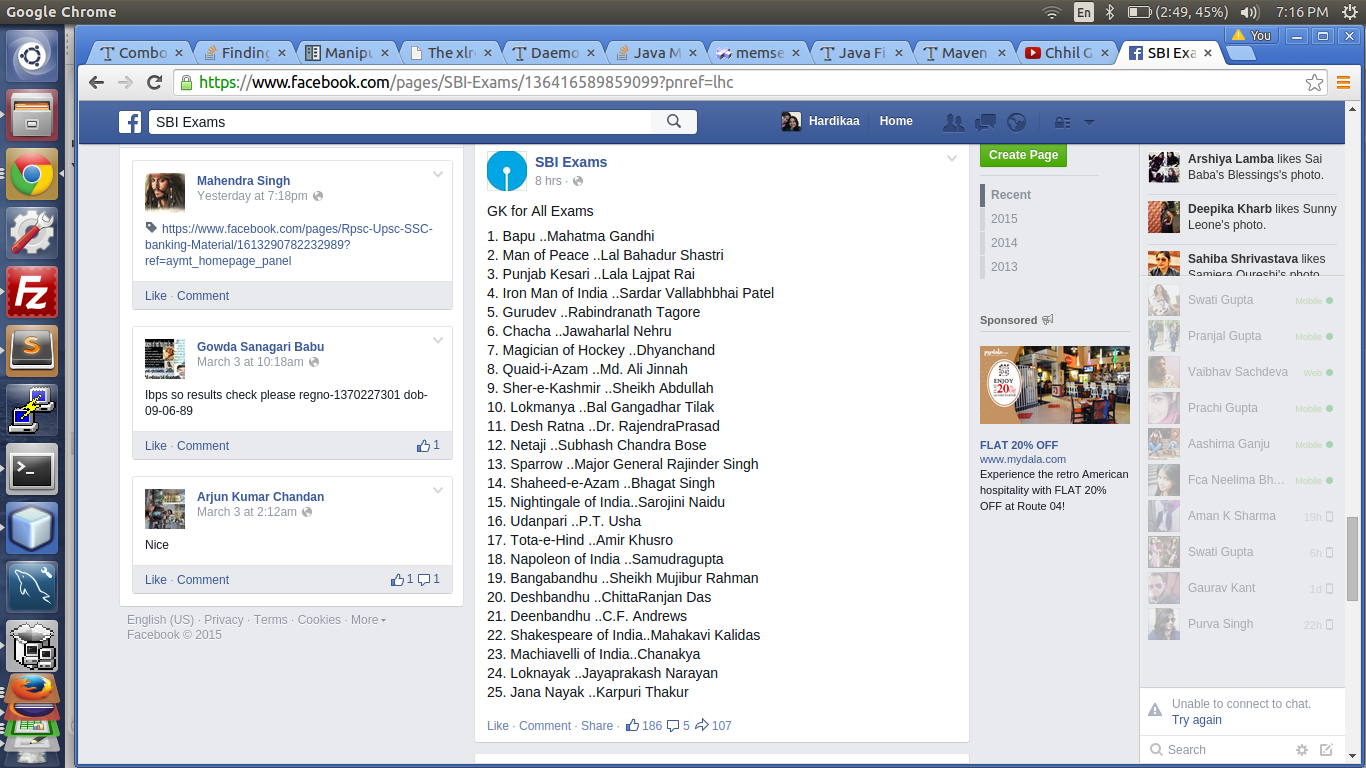 Google Chrome
En
(2:49, 45%)
7:16 PM
Combo
Finding
Manipu
The xlre
Daemo
Java M
memse
Java Fi
Maven
Chhil G
SBI Exa
You
https://www.facebook.com/pages/SBI-Exams/136416589859099?pnref=lhc
SBI Exams
Hardikaa
Home
Mahendra Singh
Yesterday at 7:18pm
https://www.facebook.com/pages/Rpsc-Upsc-SSC-
banking-Material/1613290782232989?
ref=aymt_homepage_panel
Like · Comment
Gowda Sanagari Babu
March 3 at 10:18am
Ibps so results check please regno-1370227301 dob-
09-06-89
Like · Comment
1
Arjun Kumar Chandan
March 3 at 2:12am
Nice
Like · Comment
1 1
English (US) · Privacy · Terms · Cookies · More
Facebook © 2015
SBI Exams
8 hrs ·
GK for All Exams
1. Bapu ..Mahatma Gandhi
2. Man of Peace ..Lal Bahadur Shastri
3. Punjab Kesari ..Lala Lajpat Rai
4. Iron Man of India ..Sardar Vallabhbhai Patel
5. Gurudev ..Rabindranath Tagore
6. Chacha ..Jawaharlal Nehru
7. Magician of Hockey ..Dhyanchand
8. Quaid-i-Azam ..Md. Ali Jinnah
9. Sher-e-Kashmir ..Sheikh Abdullah
10. Lokmanya ..Bal Gangadhar Tilak
11. Desh Ratna ..Dr. RajendraPrasad
12. Netaji ..Subhash Chandra Bose
13. Sparrow ..Major General Rajinder Singh
14. Shaheed-e-Azam ..Bhagat Singh
15. Nightingale of India..Sarojini Naidu
16. Udanpari ..P.T. Usha
17. Tota-e-Hind ..Amir Khusro
18. Napoleon of India ..Samudragupta
19. Bangabandhu ..Sheikh Mujibur Rahman
20. Deshbandhu ..ChittaRanjan Das
21. Deenbandhu ..C.F. Andrews
22. Shakespeare of India..Mahakavi Kalidas
23. Machiavelli of India..Chanakya
24. Loknayak ..Jayaprakash Narayan
25. Jana Nayak ..Karpuri Thakur
Like · Comment · Share · 186 5 107
Create Page
Recent
2015
2014
2013
Sponsored
mydala.com
ENJOY
20%
FLAT 20% OFF
www.mydala.com
Experience the retro American
hospitality with FLAT 20%
OFF at Route 04!
Arshiya Lamba likes Sai
Baba's Blessings's photo.
Deepika Kharb likes Sunny
Leone's photo.
Sahiba Shrivastava likes
Samiera Qureshi's photo
Swati Gupta Mobile
Pranjal Gupta Mobile
Vaibhav Sachdeva Web
Prachi Gupta Mobile
Aashima Ganju Mobile
Fca Neelima Bh... Mobile
Aman K Sharma 19h
Swati Gupta 6h
Gaurav Kant 1d
Purva Singh 22h
Unable to connect to chat.
Try again
Search